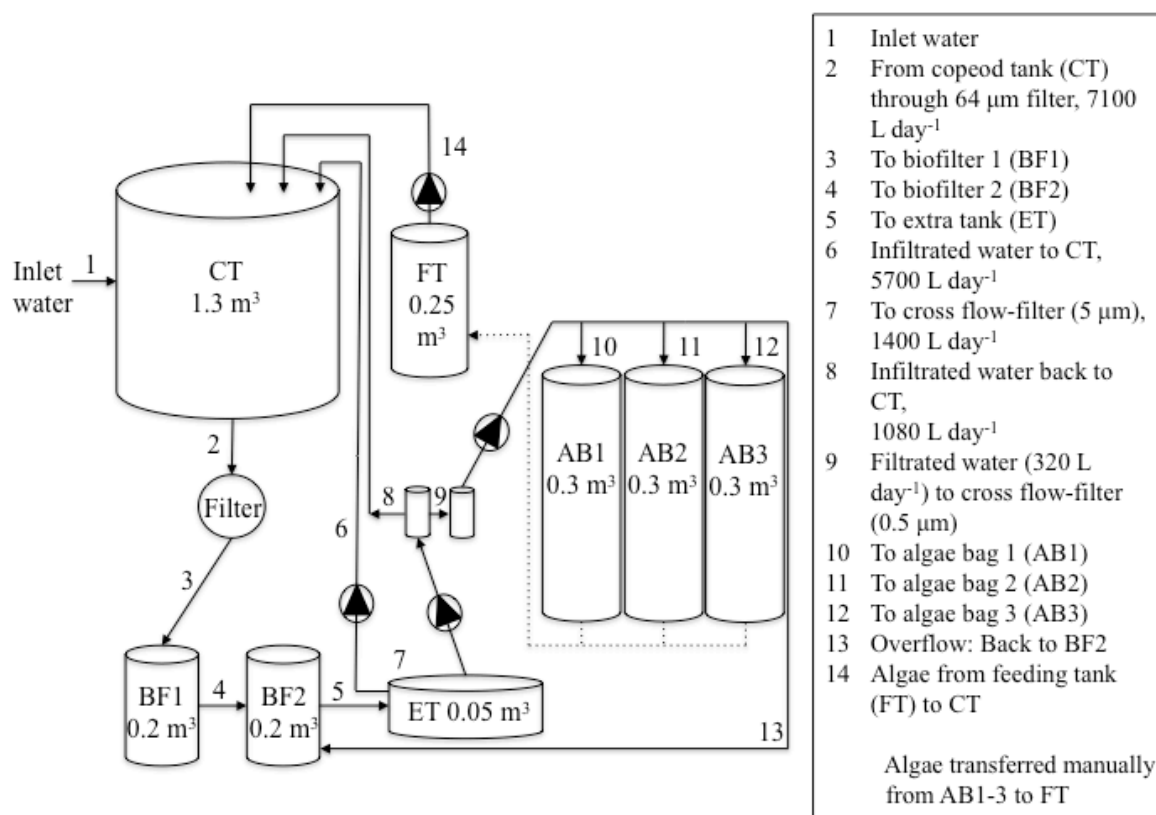 14
Inlet
water
1
CT
1.3 m³
FT
0.25
m³
10
11
12
2
AB1
0.3 m³
AB2
0.3 m³
AB3
0.3 m³
Filter
6
8
9
3
7
BF1
0.2 m³
4
BF2
0.2 m³
5
ET 0.05 m³
13
1 Inlet water
2 From copeod tank (CT)
through 64 μm filter, 7100
L day⁻¹
3 To biofilter 1 (BF1)
4 To biofilter 2 (BF2)
5 To extra tank (ET)
6 Infiltrated water to CT,
5700 L day⁻¹
7 To cross flow-filter (5 μm),
1400 L day⁻¹
8 Infiltrated water back to
CT,
1080 L day⁻¹
9 Filtrated water (320 L
day⁻¹) to cross flow-filter
(0.5 μm)
10 To algae bag 1 (AB1)
11 To algae bag 2 (AB2)
12 To algae bag 3 (AB3)
13 Overflow: Back to BF2
14 Algae from feeding tank
(FT) to CT
Algae transferred manually
from AB1-3 to FT